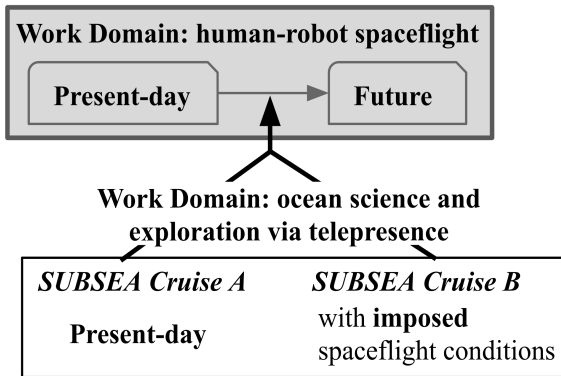 Work Domain: human-robot spaceflight
Present-day
Future
Work Domain: ocean science and
exploration via telepresence
SUBSEA Cruise A
Present-day
SUBSEA Cruise B
with imposed
spaceflight conditions